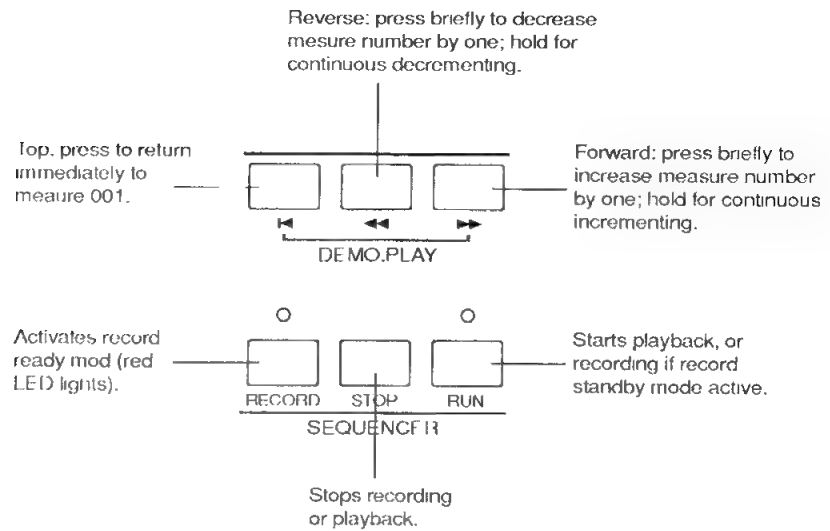 Reverse: press briefly to decrease
mesure number by one; hold for
continuous decrementing.
Top. press to return
immediately to
meaure 001.
Forward: press briefly to
increase measure number
by one; hold for continuous
incrementing.
DEMO.PLAY
Activates record
ready mod (red
LED lights).
Starts playback, or
recording if record
standby mode active.
RECORD STOP RUN
SEQUENCER
Stops recording
or playback.